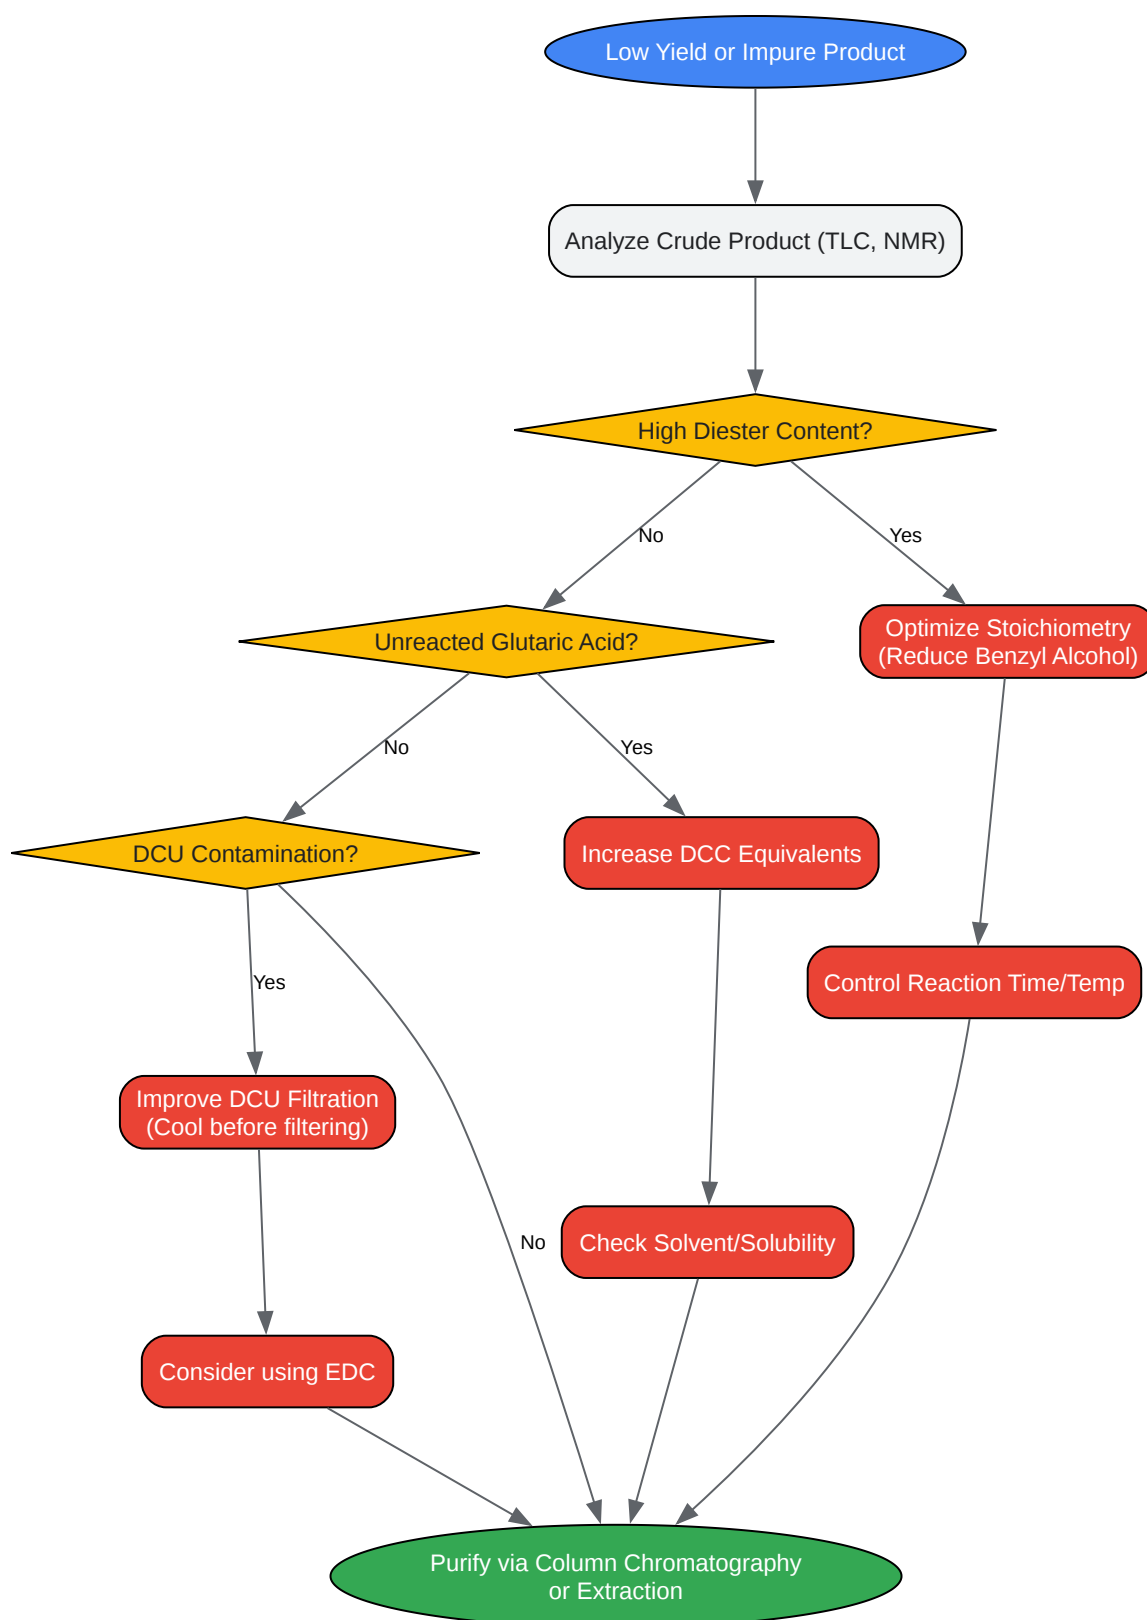 Low Yield or Impure Product
Analyze Crude Product (TLC, NMR)
High Diester Content?
No
Yes
Unreacted Glutaric Acid?
Optimize Stoichiometry
(Reduce Benzyl Alcohol)
No
Yes
DCU Contamination?
Increase DCC Equivalents
Control Reaction Time/Temp
Yes
Improve DCU Filtration
(Cool before filtering)
No
Check Solvent/Solubility
Consider using EDC
Purify via Column Chromatography
or Extraction